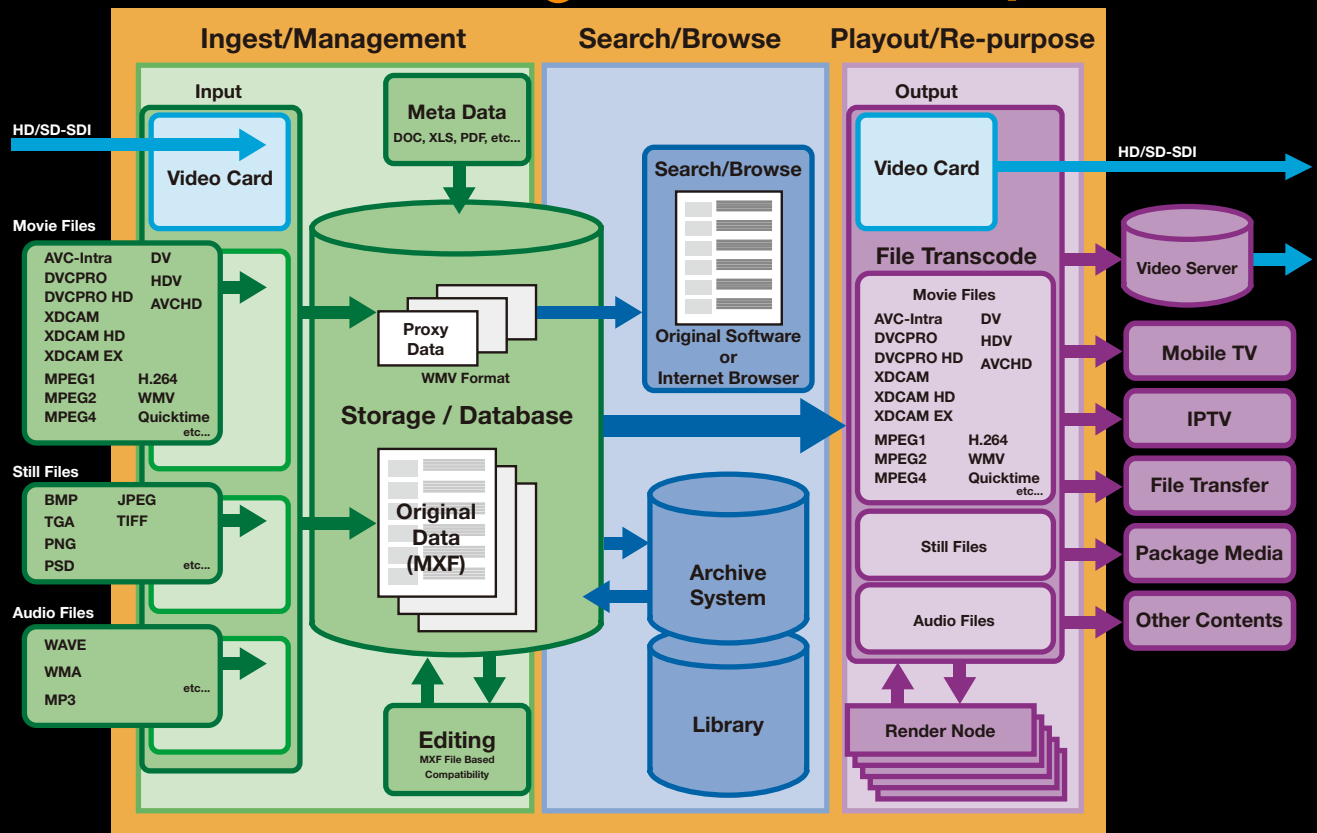 Ingest/Management
Search/Browse
Playout/Re-purpose
Input
HD/SD-SDI
Video Card
Meta Data
DOC, XLS, PDF, etc...
Movie Files
AVC-Intra DV
DVCPRO HDV
DVCPRO HD AVCHD
XDCAM
XDCAM HD
XDCAM EX
MPEG1 H.264
MPEG2 WMV
MPEG4 Quicktime
etc...
Still Files
BMP JPEG
TGA TIFF
PNG
PSD etc...
Audio Files
WAVE
WMA
MP3 etc...
Proxy
Data
WMV Format
Storage / Database
Original
Data
(MXF)
Editing
MXF File Based
Compatibility
Search/Browse
Original Software
or
Internet Browser
Archive
System
Library
Output
Video Card
HD/SD-SDI
File Transcode
Movie Files
AVC-Intra DV
DVCPRO HDV
DVCPRO HD AVCHD
XDCAM
XDCAM HD
XDCAM EX
MPEG1 H.264
MPEG2 WMV
MPEG4 Quicktime
etc...
Still Files
Audio Files
Render Node
Video Server
Mobile TV
IPTV
File Transfer
Package Media
Other Contents